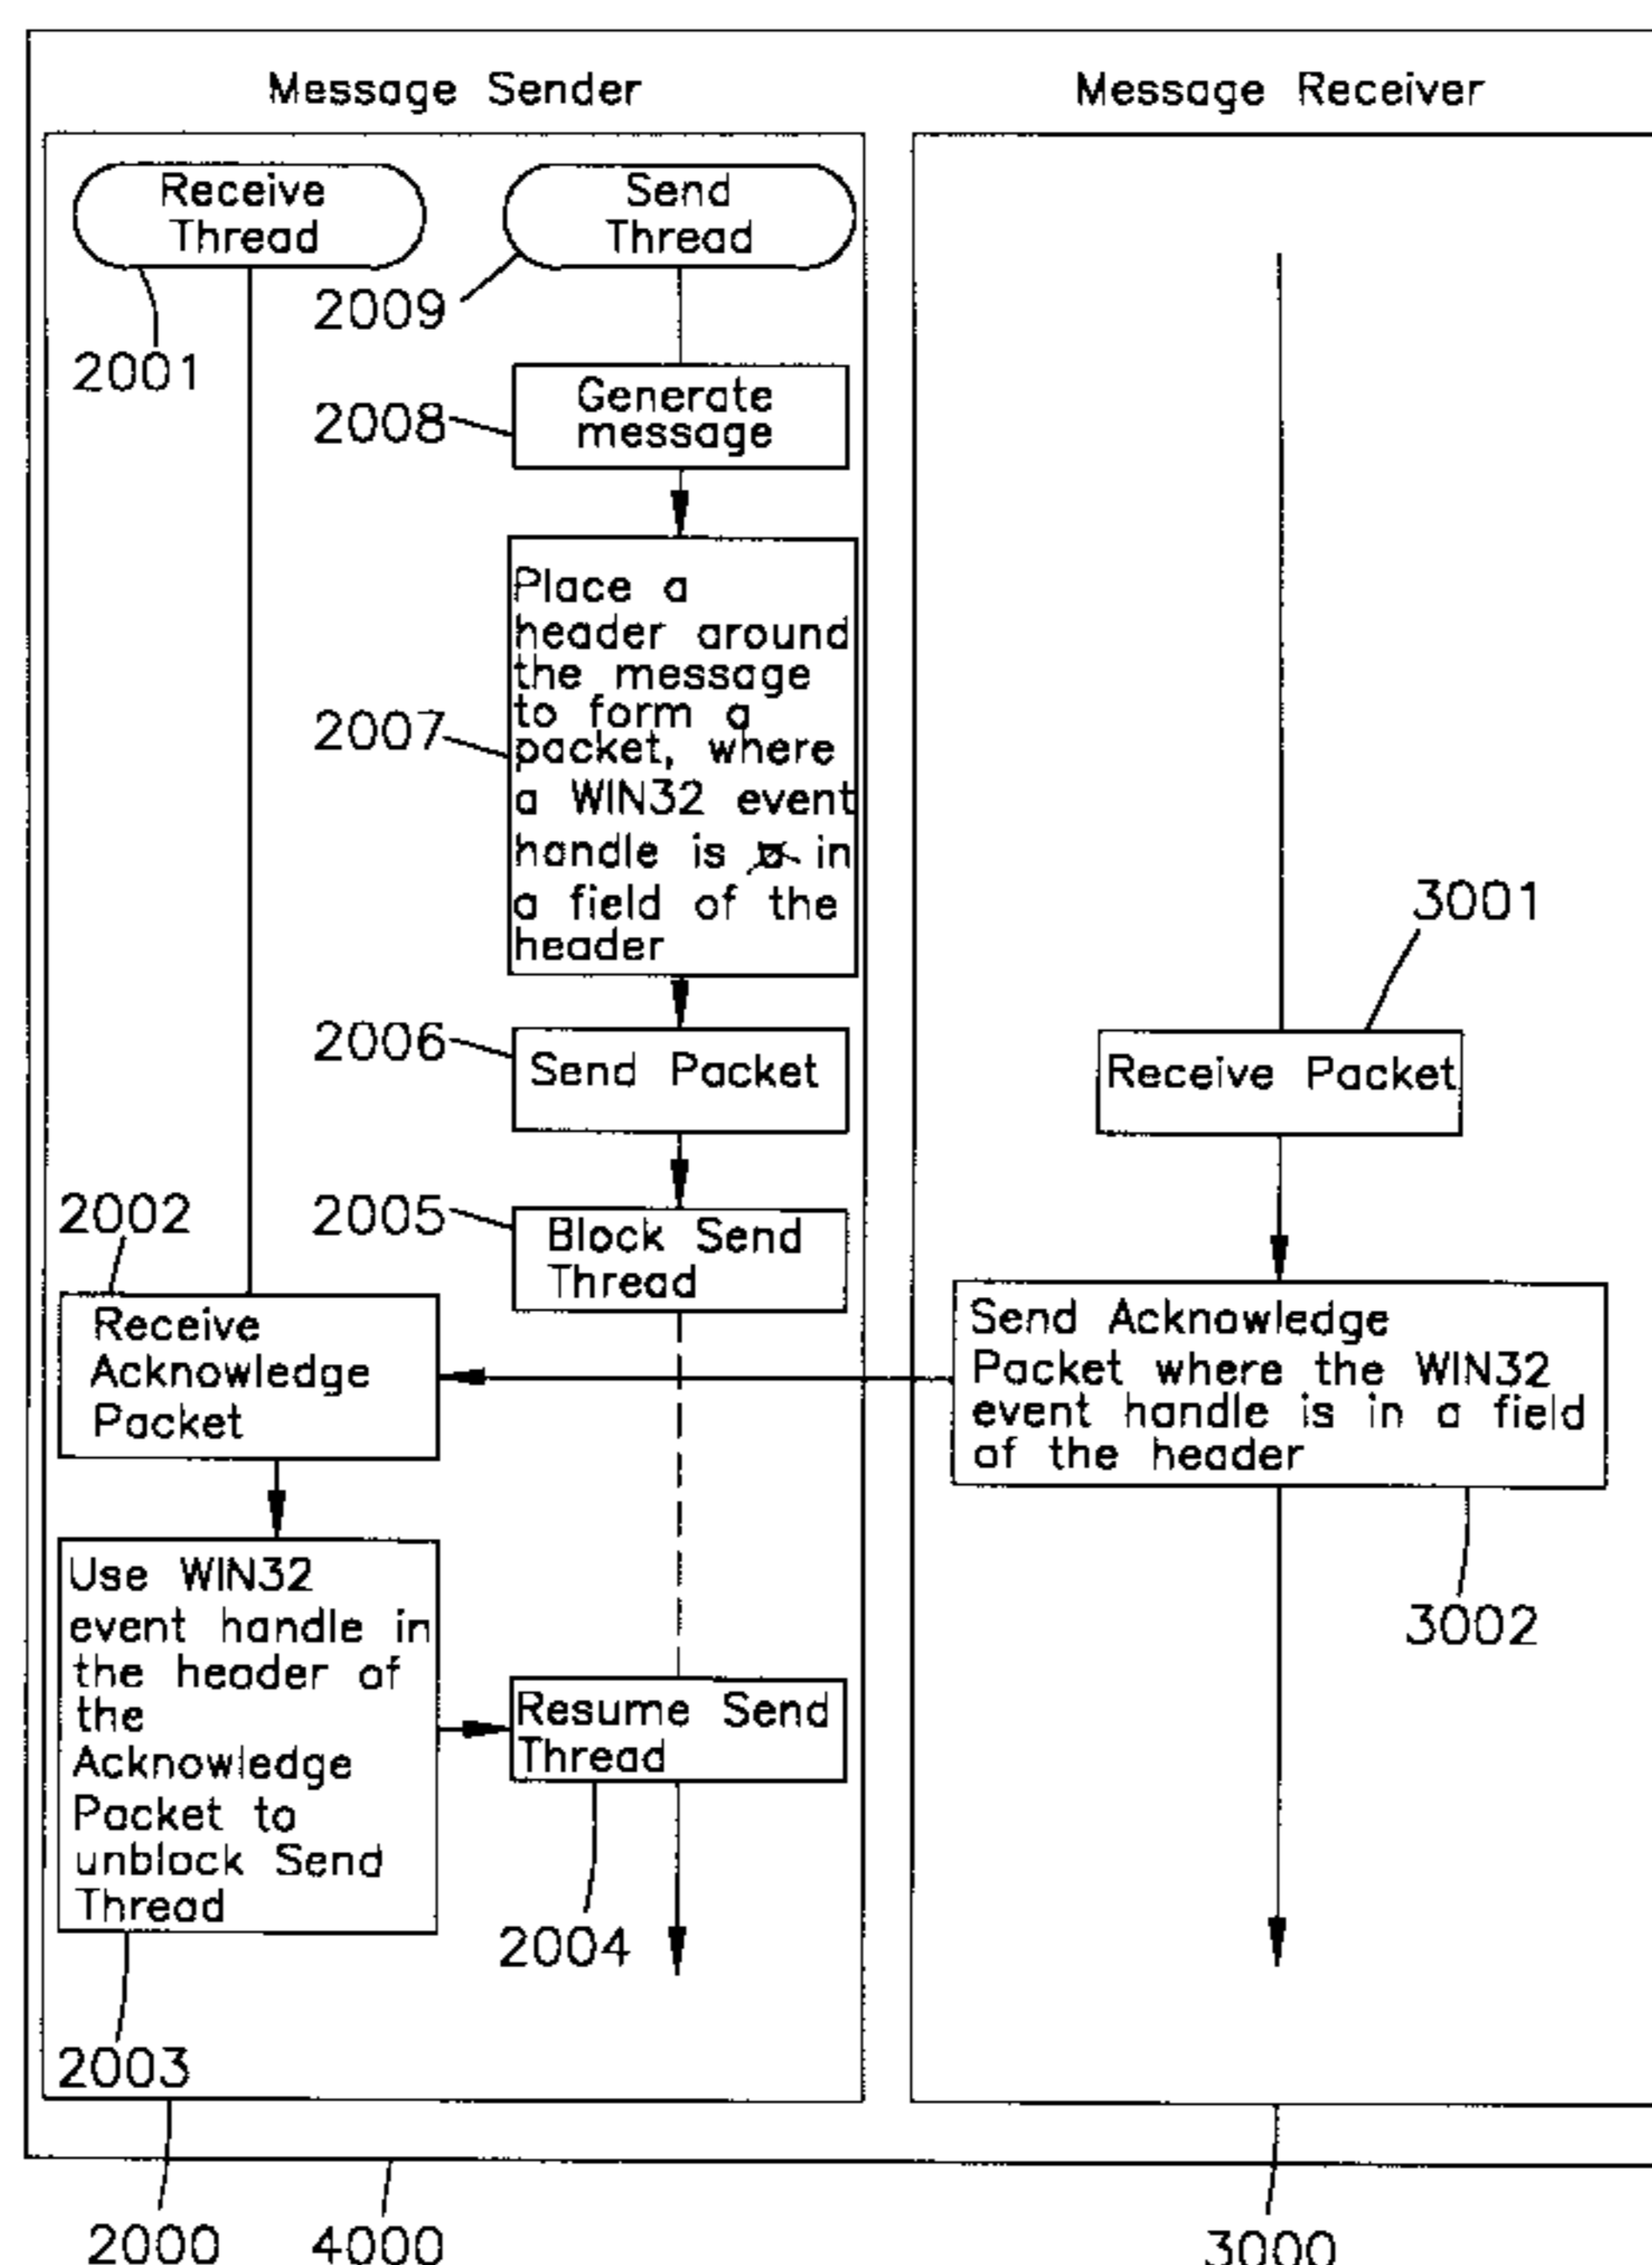 Message Sender
Message Receiver
Receive
Thread
Send
Thread
2009
2001
Generate
message
2008
Place a
header around
the message
to form a
packet, where
a WIN32 event
handle is in
a field of the
header
2007
3001
2006
Send Packet
Receive Packet
2002
2005
Block Send
Thread
Receive
Acknowledge
Packet
Send Acknowledge
Packet where the WIN32
event handle is in a field
of the header
3002
Use WIN32
event handle in
the header of
the
Acknowledge
Packet to
unblock Send
Thread
Resume Send
Thread
2004
2003
2000
4000
3000